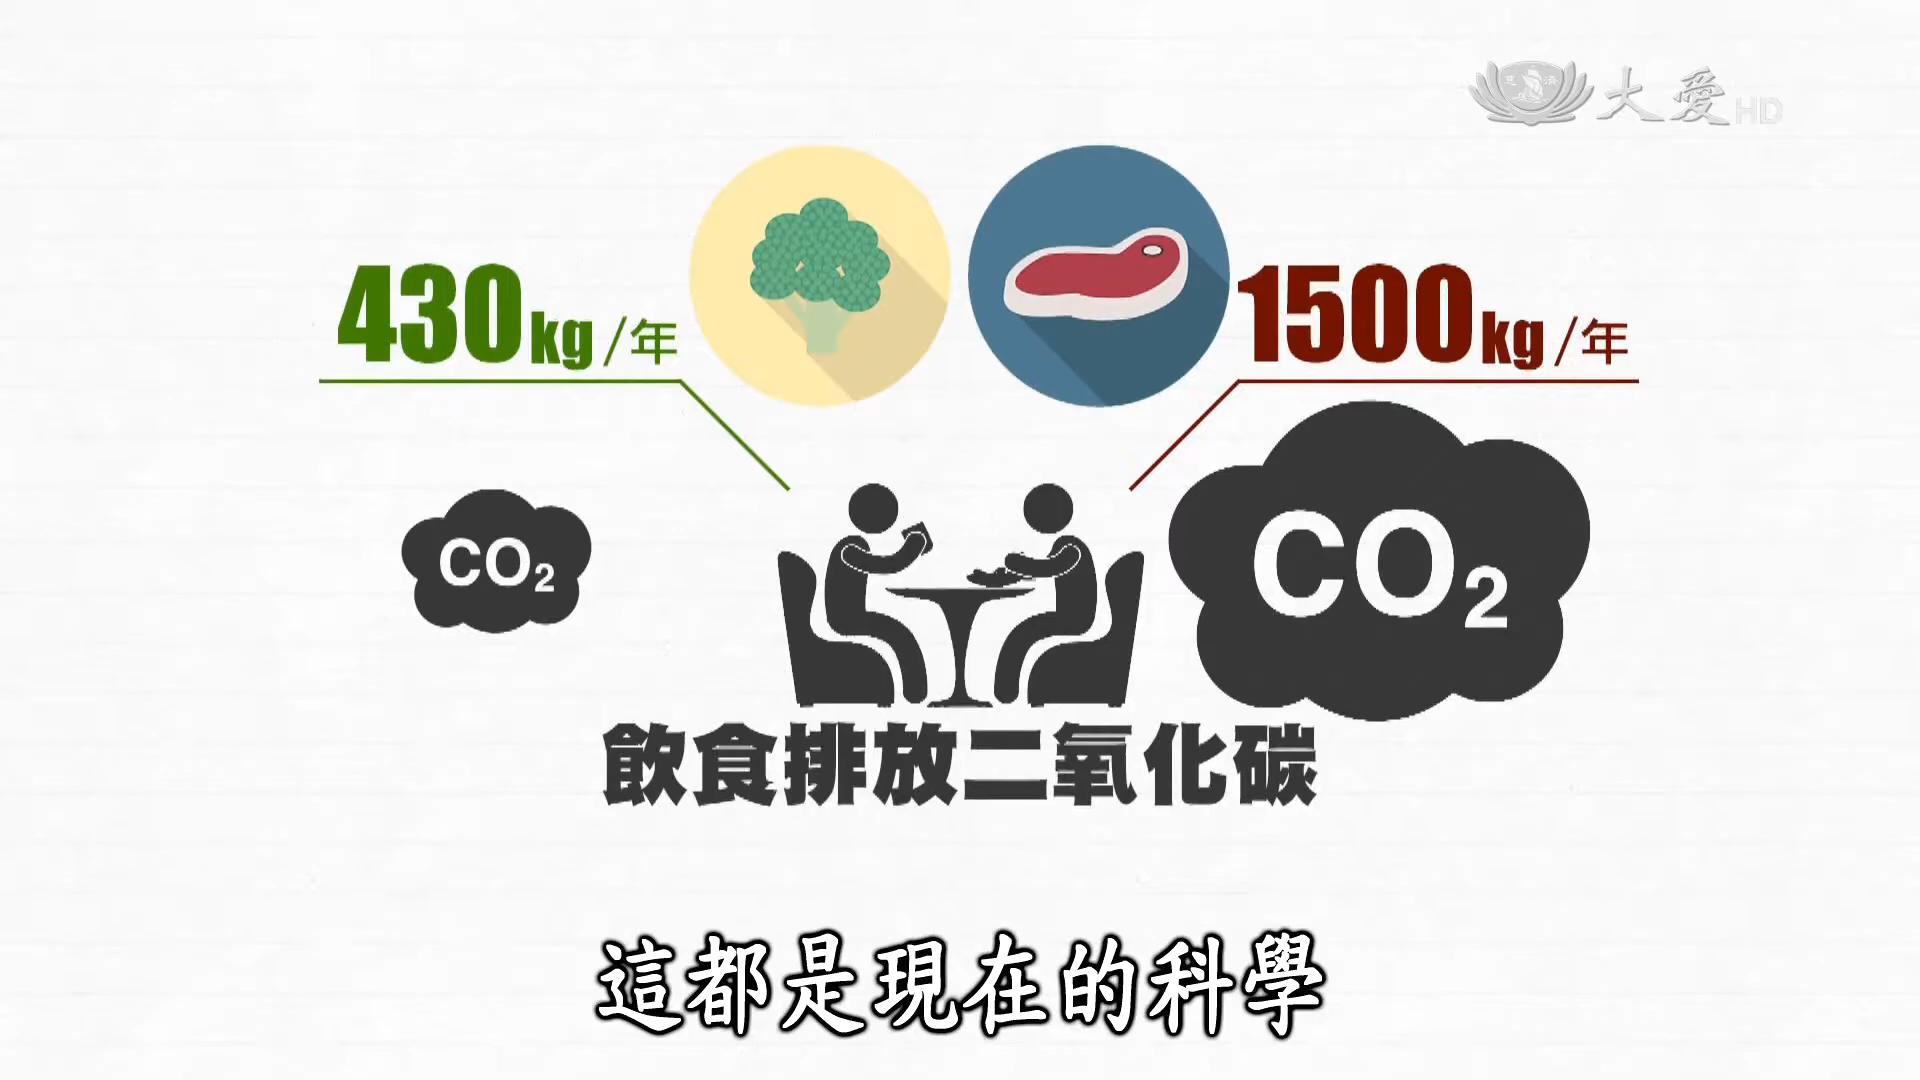 大愛HD
430kg/年
1500kg/年
CO₂
CO₂
飲食排放二氧化碳
這都是現在的科學